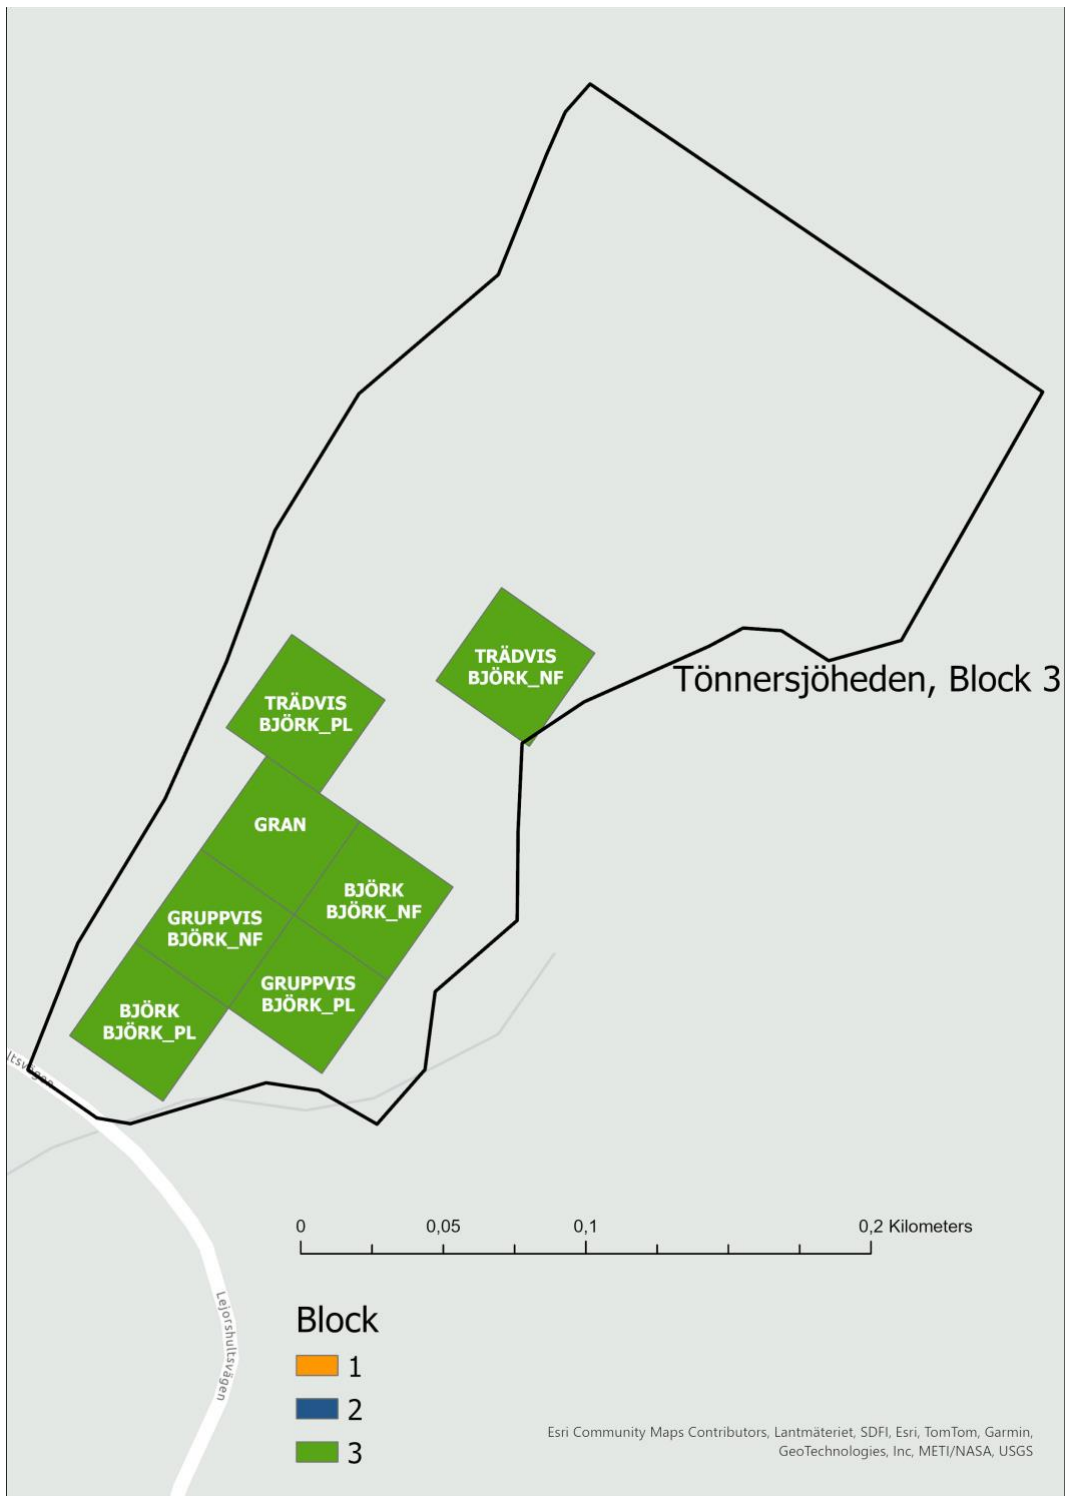 TRÄDVIS
BJÖRK_NF
Tönnersjöheden, Block 3
TRÄDVIS
BJÖRK_PL
GRAN
BJÖRK
BJÖRK_NF
GRUPPVIS
BJÖRK_NF
GRUPPVIS
BJÖRK_PL
BJÖRK
BJÖRK_PL
ltsvägen
0 0,05 0,1 0,2 Kilometers
Lejorshultsvägen
Block
1
2
3
Esri Community Maps Contributors, Lantmäteriet, SDFI, Esri, TomTom, Garmin,
GeoTechnologies, Inc, METI/NASA, USGS